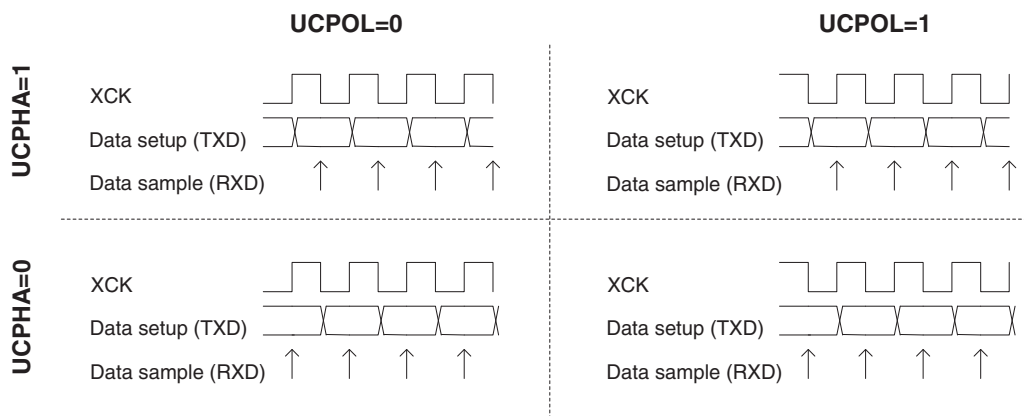 UCPOL=0
UCPOL=1
UCPHA=1
XCK
Data setup (TXD)
Data sample (RXD)
XCK
Data setup (TXD)
Data sample (RXD)
UCPHA=0
XCK
Data setup (TXD)
Data sample (RXD)
XCK
Data setup (TXD)
Data sample (RXD)